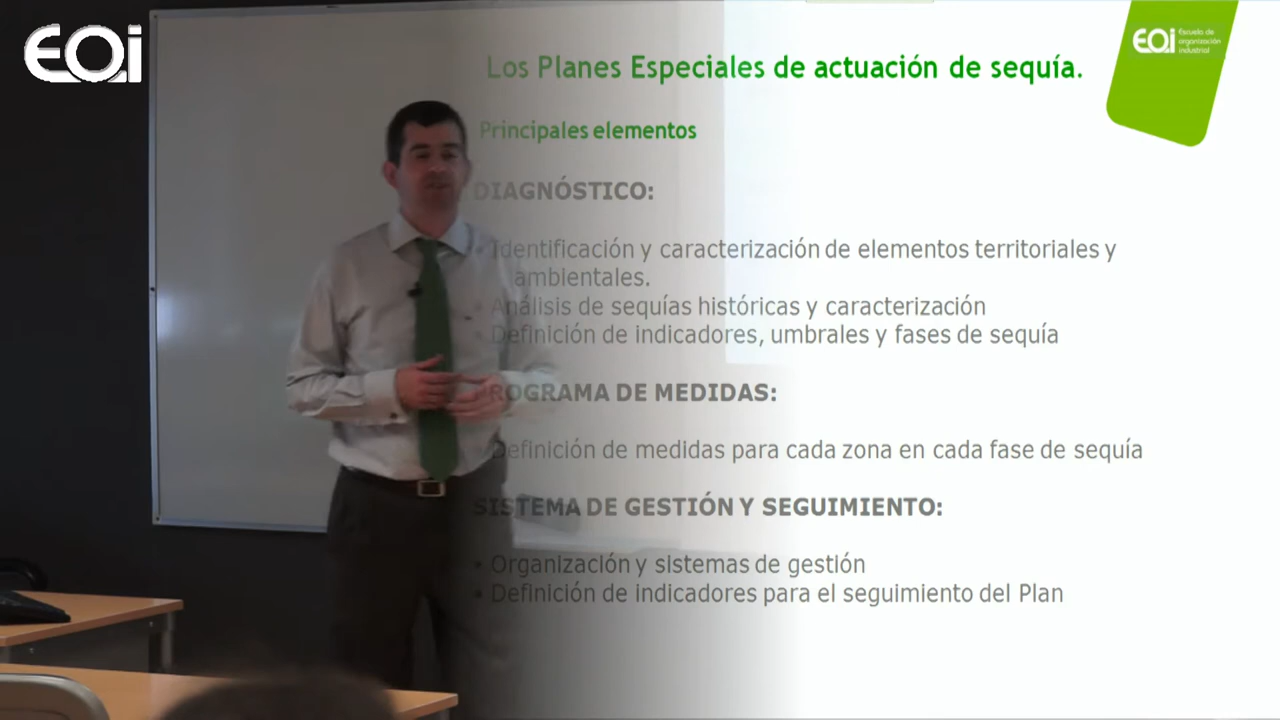 EOi
EOi Escuela de
organización
industrial
Los Planes Especiales de actuación de sequía.
Principales elementos
DIAGNÓSTICO:
• Identificación y caracterización de elementos territoriales y
ambientales.
• Análisis de sequías históricas y caracterización
• Definición de indicadores, umbrales y fases de sequía
PROGRAMA DE MEDIDAS:
• Definición de medidas para cada zona en cada fase de sequía
SISTEMA DE GESTIÓN Y SEGUIMIENTO:
• Organización y sistemas de gestión
• Definición de indicadores para el seguimiento del Plan